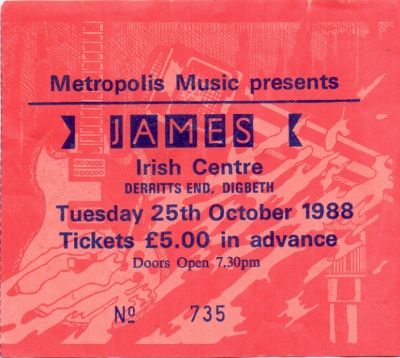 Metropolis Music presents
JAMES
Irish Centre
DERRITTS END, DIGBETH
Tuesday 25th October 1988
Tickets £5.00 in advance
Doors Open 7.30pm
Nº 735